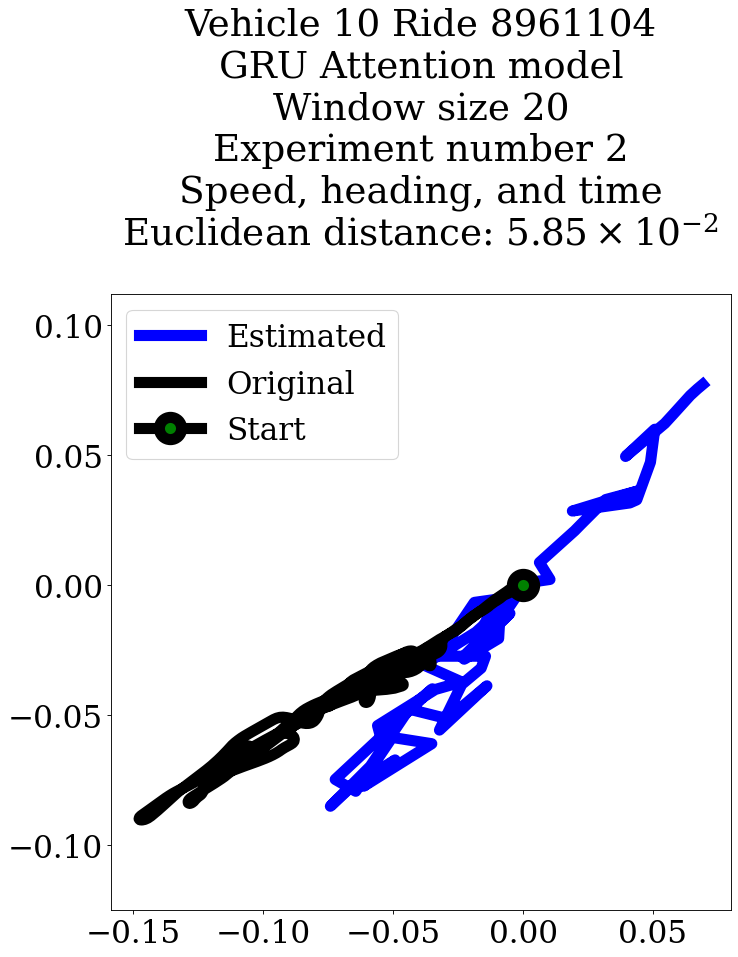 Vehicle 10 Ride 8961104
GRU Attention model
Window size 20
Experiment number 2
Speed, heading, and time
Euclidean distance: 5.85 × 10⁻²
Estimated
Original
Start
0.10
0.05
0.00
−0.05
−0.10
−0.15 −0.10 −0.05 0.00 0.05